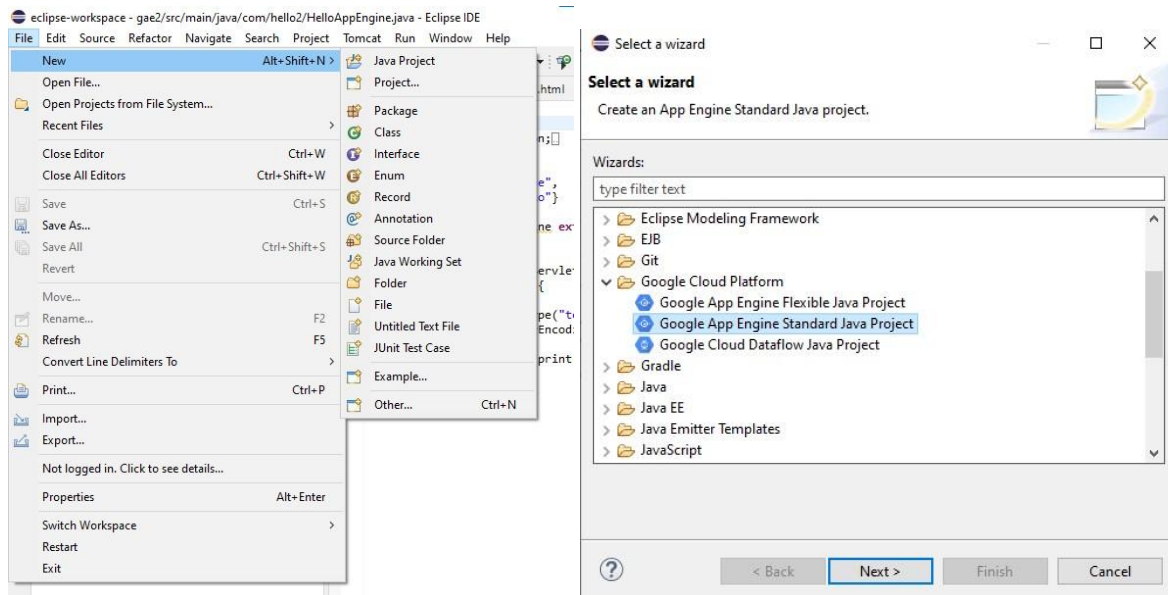 eclipse-workspace - gae2/src/main/java/com/hello2/HelloAppEngine.java - Eclipse IDE
File Edit Source Refactor Navigate Search Project Tomcat Run Window Help
New Alt+Shift+N >
Open File...
Open Projects from File System...
Recent Files >
Close Editor Ctrl+W
Close All Editors Ctrl+Shift+W
Save Ctrl+S
Save As...
Save All Ctrl+Shift+S
Revert
Move...
Rename... F2
Refresh F5
Convert Line Delimiters To >
Print... Ctrl+P
Import...
Export...
Not logged in. Click to see details...
Properties Alt+Enter
Switch Workspace >
Restart
Exit
Java Project
Project...
Package
Class
Interface
Enum
Record
Annotation
Source Folder
Java Working Set
Folder
File
Untitled Text File
JUnit Test Case
Example...
Other... Ctrl+N
.html
n;
e",
o"}
ne ex
ervle
{
pe("t
Encodi
print
Select a wizard
Select a wizard
Create an App Engine Standard Java project.
Wizards:
type filter text
> Eclipse Modeling Framework
> EJB
> Git
Google Cloud Platform
Google App Engine Flexible Java Project
Google App Engine Standard Java Project
Google Cloud Dataflow Java Project
> Gradle
> Java
> Java EE
> Java Emitter Templates
> JavaScript
? < Back Next > Finish Cancel